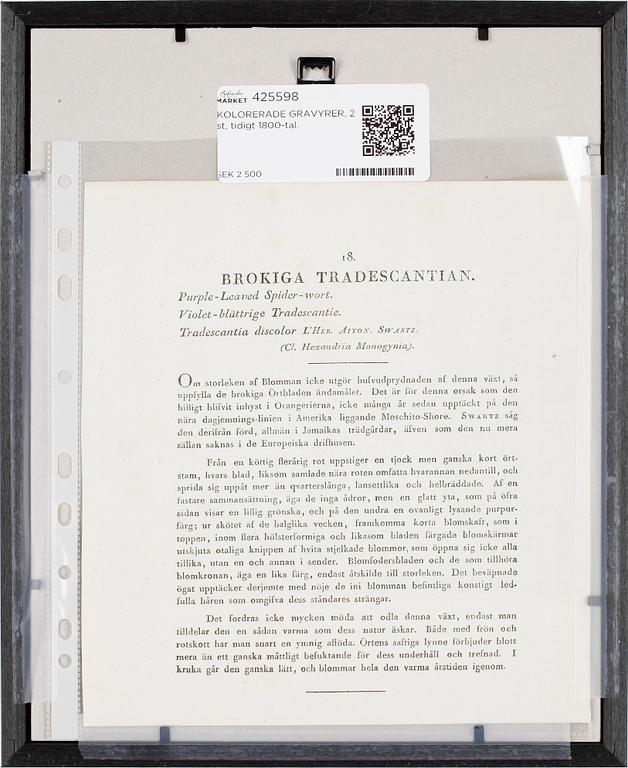 Bukowskis
MARKET 425598
KOLORERADE GRAVYRER, 2
st, tidigt 1800-tal.
SEK 2 500
18.
BROKIGA TRADESCANTIAN.
Purple-Leaved Spider-wort.
Violet-blättrige Tradescantie.
Tradescantia discolor L'HER. AITON. SWARTZ.
(Cl. Hexandria Monogynia).
Om storleken af Blomman icke utgör hufvudprydnaden af denna växt, så
uppfylla de brokiga Örtbladen ändamålet. Det är för denna orsak som den
billigt blifvit inhyst i Orangerierna, icke många år sedan upptäckt på den
nära dagjemnings-linien i Amerika liggande Moschito-Shore. SWARTZ såg
den derifrån förd, allmän i Jamaikas trädgårdar, äfven som den nu mera
sällan saknas i de Europeiska drifhusen.
Från en köttig flerårig rot uppstiger en tjock men ganska kort ört-
stam, hvars blad, liksom samlade nära roten omfatta hvarannan nedantill, och
sprida sig uppåt mer än qvarterslånga, lansettlika och helbräddade. Af en
fastare sammansättning, äga de inga ådror, men en glatt yta, som på öfra
sidan visar en liflig grönska, och på den undra en ovanligt lysande purpur-
färg; ur skötet af de balglika vecken, framkomma korta blomskaft, som i
toppen, inom flera hölsterformiga och likasom bladen färgade blomskärmar
utskjuta otaliga knippen af hvita stjelkade blommor, som öppna sig icke alla
tillika, utan en och annan i sender. Blomfodersbladen och de som tillhöra
blomkronan, äga en lika färg, endast åtskilde till storleken. Det beväpnade
ögat upptäcker derjemte med nöje de ini blomman befintliga konstigt led-
fulla håren som omgifva dess ståndares strängar.
Det fordras icke mycken möda att odla denna växt, endast man
tilldelar den en sådan varma som dess natur äskar. Både med frön och
rotskott har man snart en ymnig afföda. Örtens saftiga lynne förbjuder blott
mera än ett ganska måttligt befuktande för dess underhåll och trefnad. I
kruka går den ganska lätt, och blommar hela den varma årstiden igenom.